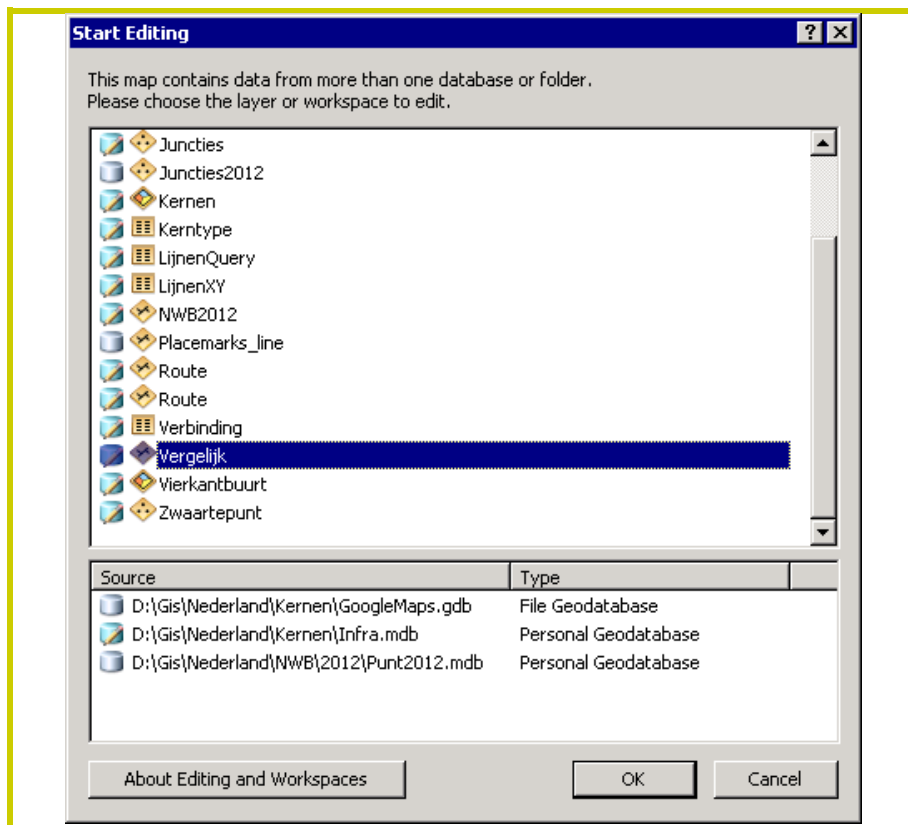 Start Editing
This map contains data from more than one database or folder.
Please choose the layer or workspace to edit.
Juncties
Juncties2012
Kernen
Kerntype
LijnenQuery
LijnenXY
NWB2012
Placemarks_line
Route
Route
Verbinding
Vergelijk
Vierkantbuurt
Zwaartepunt
Source Type
D:\Gis\Nederland\Kernen\GoogleMaps.gdb File Geodatabase
D:\Gis\Nederland\Kernen\Infra.mdb Personal Geodatabase
D:\Gis\Nederland\NWB\2012\Punt2012.mdb Personal Geodatabase
About Editing and Workspaces OK Cancel